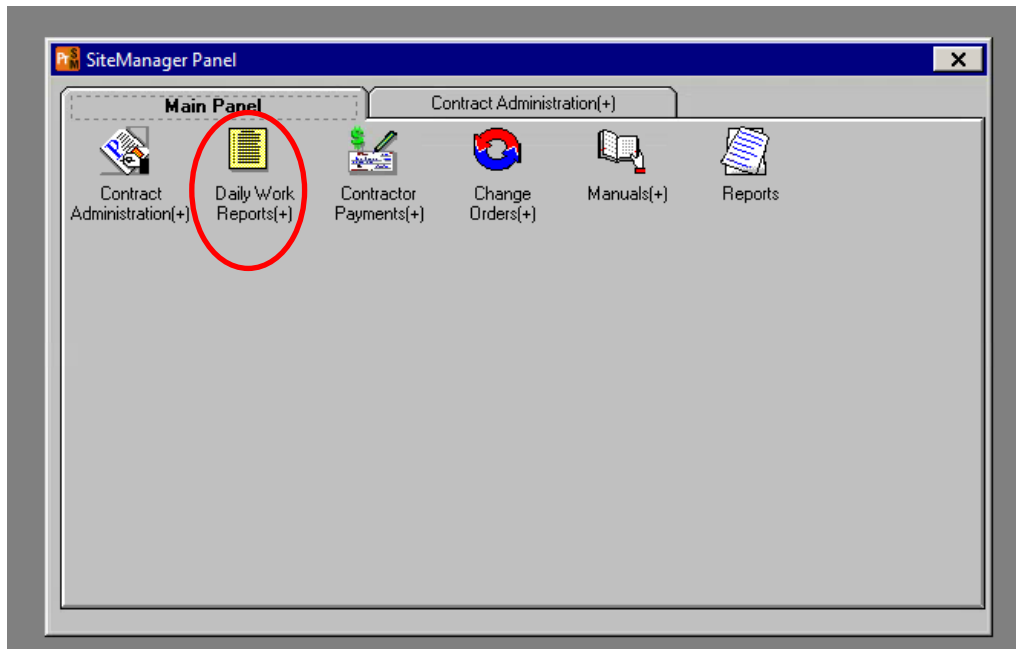 SiteManager Panel
Main Panel
Contract Administration(+)
Contract
Administration(+)
Daily Work
Reports(+)
Contractor
Payments(+)
Change
Orders(+)
Manuals(+)
Reports